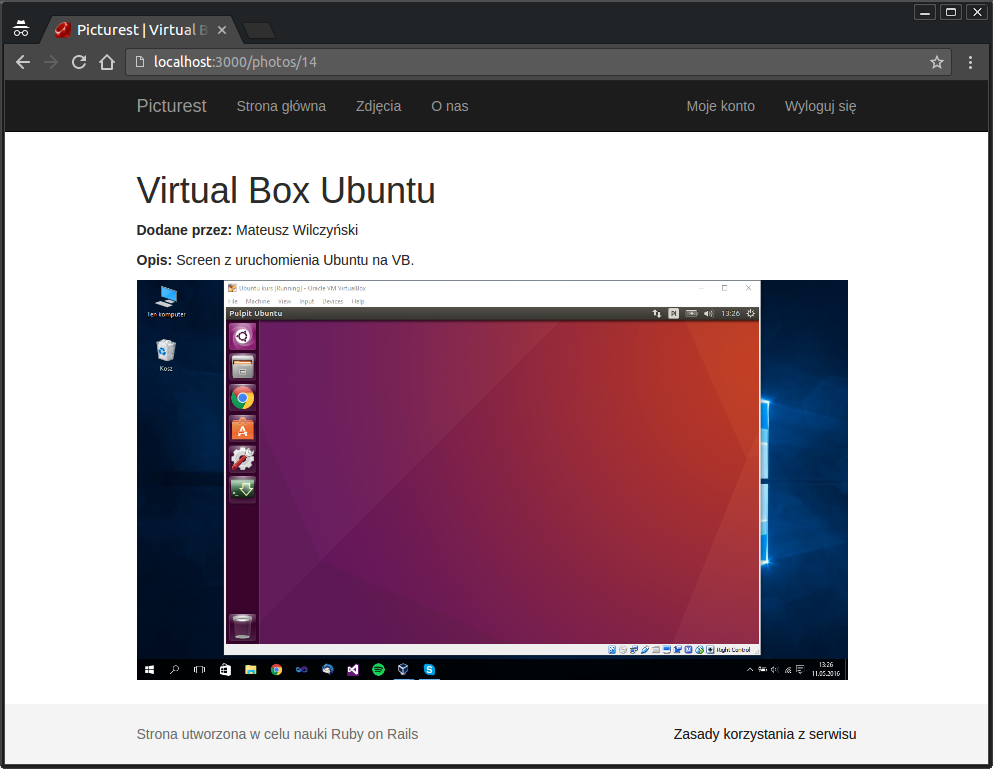 Picturest | Virtual B
localhost:3000/photos/14
Picturest Strona główna Zdjęcia O nas Moje konto Wyloguj się
Virtual Box Ubuntu
Dodane przez: Mateusz Wilczyński
Opis: Screen z uruchomienia Ubuntu na VB.
Ubuntu kurs [Running] - Oracle VM VirtualBox
File Machine View Input Devices Help
Pulpit Ubuntu Pl 13:26
Ten komputer
Kosz
Right Control
13:26
11.05.2016
Strona utworzona w celu nauki Ruby on Rails Zasady korzystania z serwisu